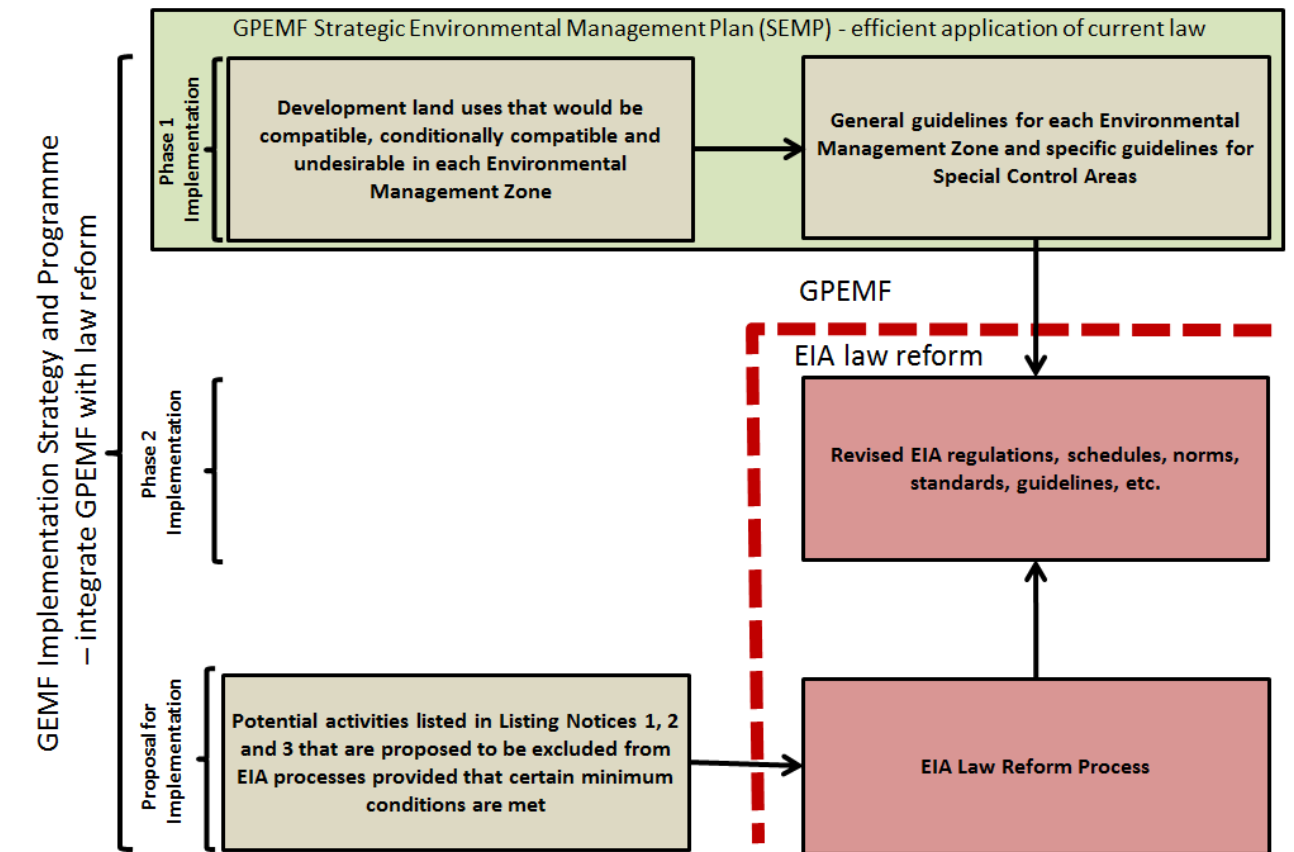 GPEMF Strategic Environmental Management Plan (SEMP) - efficient application of current law
GEMF Implementation Strategy and Programme
– integrate GPEMF with law reform
Phase 1
Implementation
Development land uses that would be
compatible, conditionally compatible and
undesirable in each Environmental
Management Zone
General guidelines for each Environmental
Management Zone and specific guidelines for
Special Control Areas
GPEMF
EIA law reform
Phase 2
Implementation
Revised EIA regulations, schedules, norms,
standards, guidelines, etc.
Proposal for
Implementation
Potential activities listed in Listing Notices 1, 2
and 3 that are proposed to be excluded from
EIA processes provided that certain minimum
conditions are met
EIA Law Reform Process